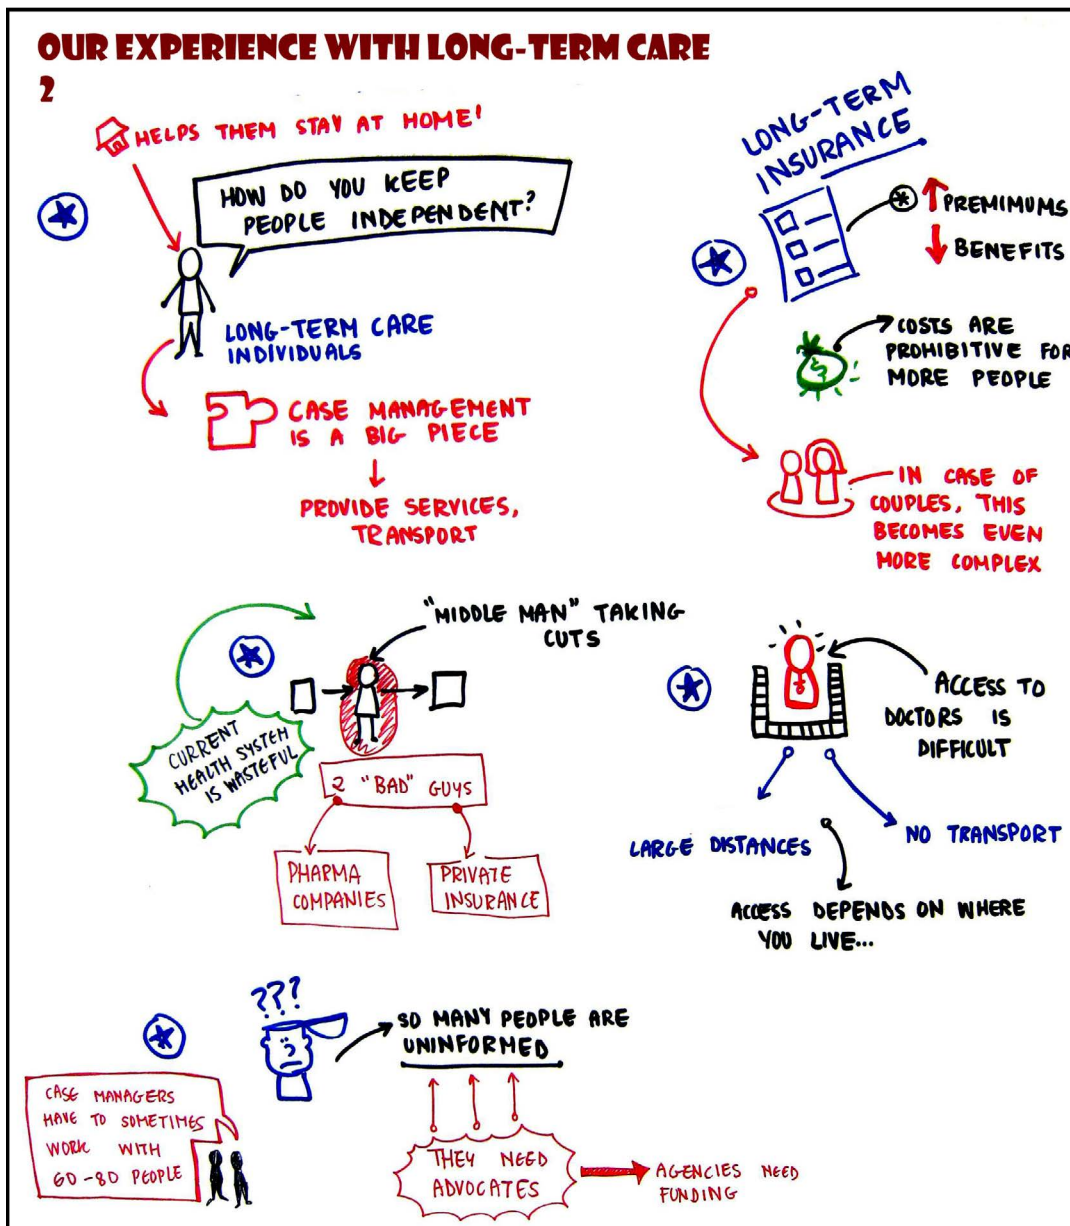 OUR EXPERIENCE WITH LONG-TERM CARE
2
HELPS THEM STAY AT HOME!
HOW DO YOU KEEP
PEOPLE INDEPENDENT?
LONG-TERM CARE
INDIVIDUALS
CASE MANAGEMENT
IS A BIG PIECE
PROVIDE SERVICES,
TRANSPORT
LONG-TERM
INSURANCE
PREMIMUMS
BENEFITS
$
COSTS ARE
PROHIBITIVE FOR
MORE PEOPLE
IN CASE OF
COUPLES, THIS
BECOMES EVEN
MORE COMPLEX
"MIDDLE MAN" TAKING
CUTS
CURRENT
HEALTH SYSTEM
IS WASTEFUL
2 "BAD" GUYS
PHARMA
COMPANIES
PRIVATE
INSURANCE
ACCESS TO
DOCTORS IS
DIFFICULT
LARGE DISTANCES
NO TRANSPORT
ACCESS DEPENDS ON WHERE
YOU LIVE...
???
SO MANY PEOPLE ARE
UNINFORMED
CASE MANAGERS
HAVE TO SOMETIMES
WORK WITH
60-80 PEOPLE
THEY NEED
ADVOCATES
AGENCIES NEED
FUNDING